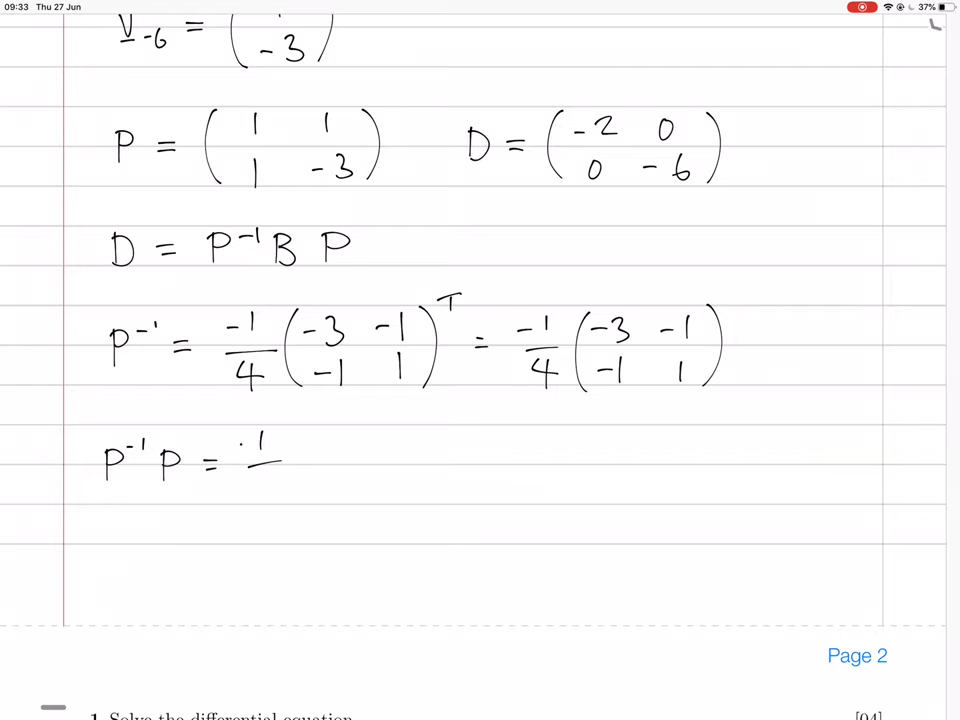 09:33 Thu 27 Jun 37%
V₋₆ = ( -3 )
P = ( 1 1 ; 1 -3 ) D = ( -2 0 ; 0 -6 )
D = P⁻¹ B P
P⁻¹ = -1/4 ( -3 -1 ; -1 1 )ᵀ = -1/4 ( -3 -1 ; -1 1 )
P⁻¹ P = -1
Page 2
1. Solve the differential equation [04]